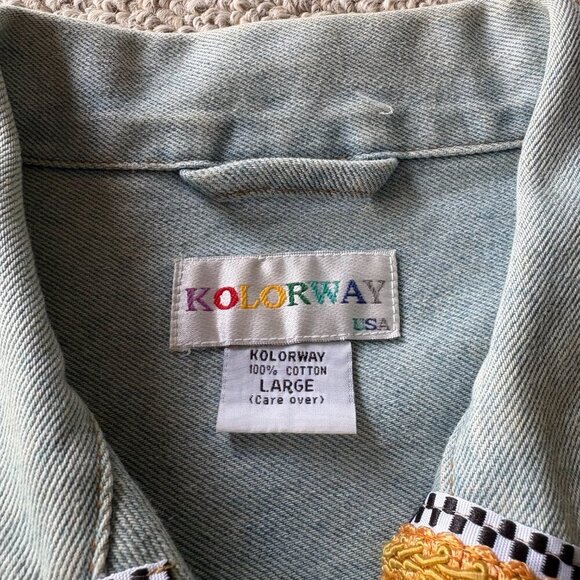 KOLORWAY
USA
KOLORWAY
100% COTTON
LARGE
(Care over)